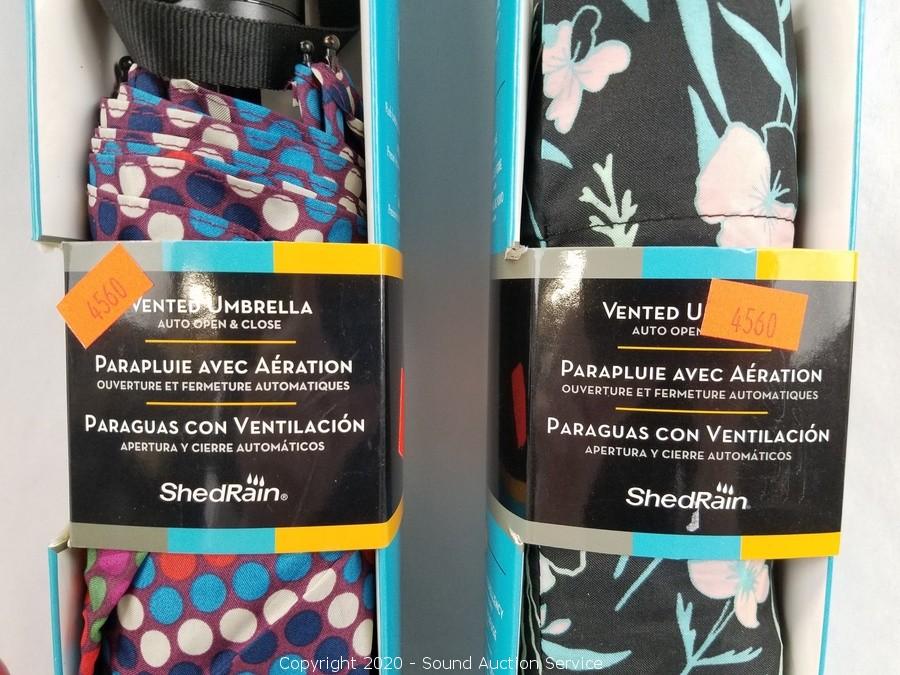 4560
VENTED UMBRELLA
AUTO OPEN & CLOSE
PARAPLUIE AVEC AÉRATION
OUVERTURE ET FERMETURE AUTOMATIQUES
PARAGUAS CON VENTILACIÓN
APERTURA Y CIERRE AUTOMÁTICOS
ShedRain®
VENTED U
4560
AUTO OPEN
PARAPLUIE AVEC AÉRATION
OUVERTURE ET FERMETURE AUTOMATIQUES
PARAGUAS CON VENTILACIÓN
APERTURA Y CIERRE AUTOMÁTICOS
ShedRain
Copyright 2020 - Sound Auction Service